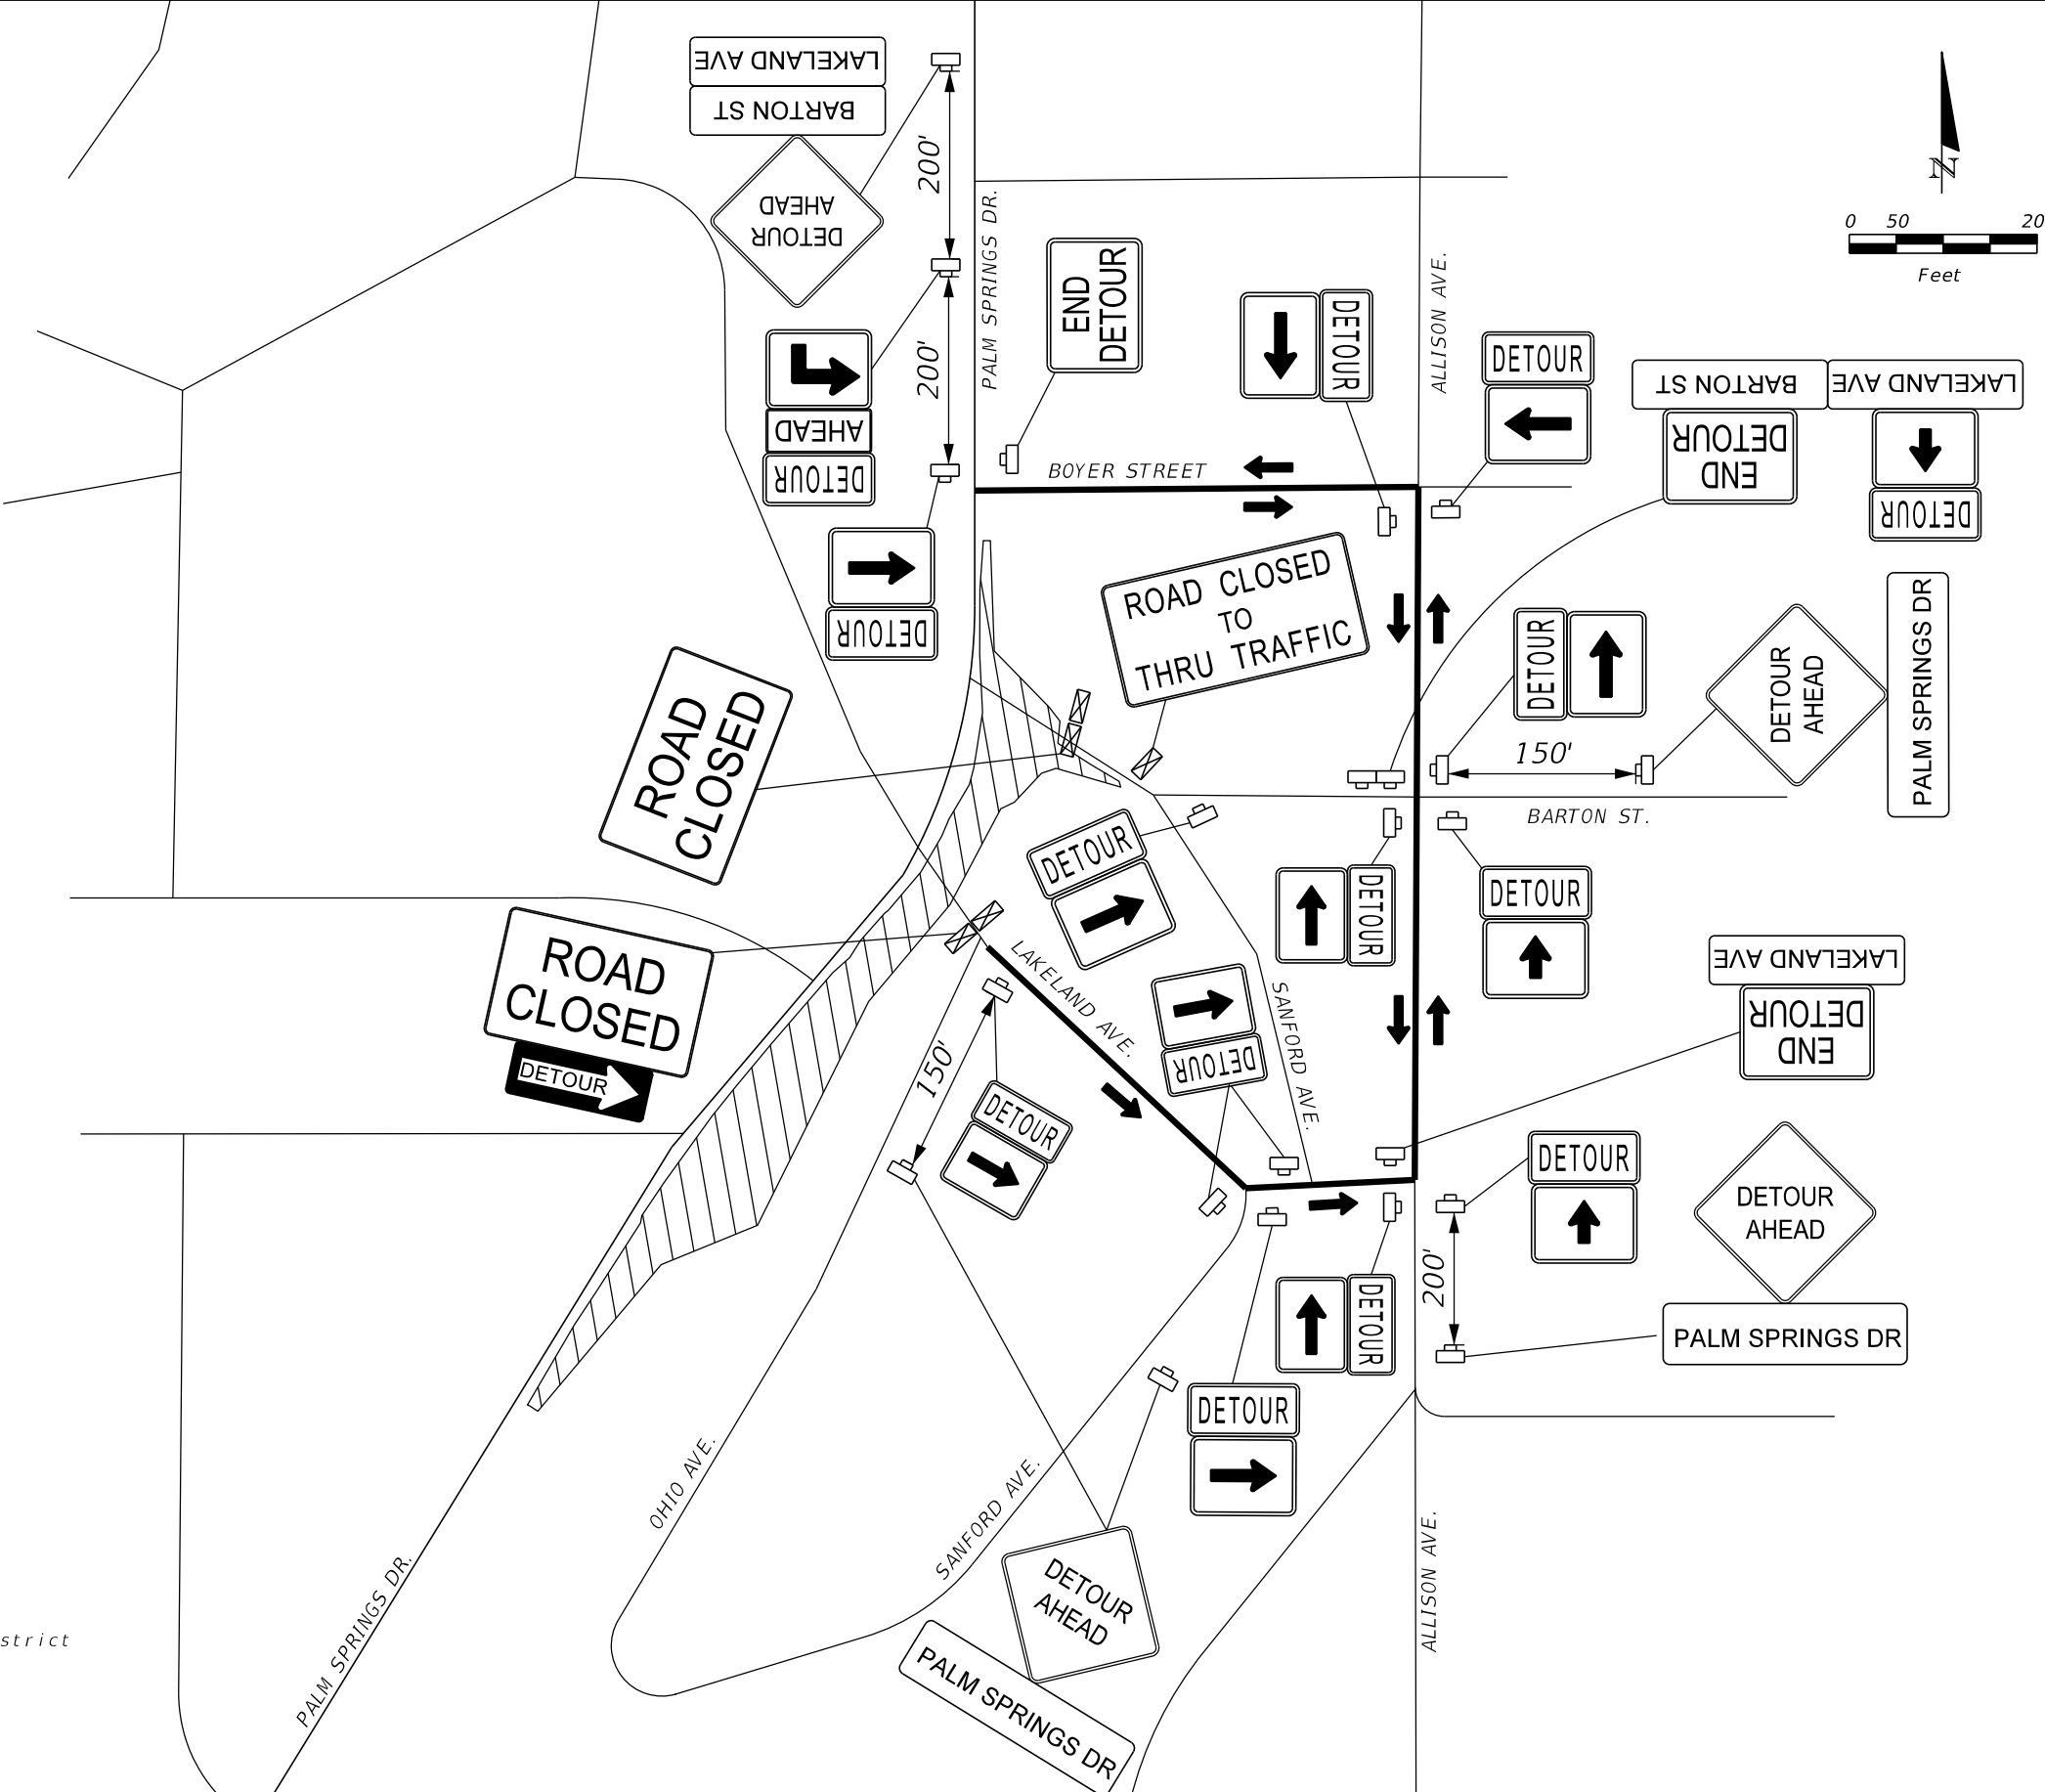 LAKELAND AVE
BARTON ST
DETOUR
AHEAD
200'
200'
PALM SPRINGS DR.
END
DETOUR
DETOUR
ALLISON AVE.
N
0 50 20
Feet
DETOUR
BARTON ST
LAKELAND AVE
END
DETOUR
DETOUR
AHEAD
DETOUR
BOYER STREET
DETOUR
ROAD CLOSED
TO
THRU TRAFFIC
DETOUR
DETOUR
AHEAD
PALM SPRINGS DR
150'
BARTON ST.
ROAD
CLOSED
DETOUR
DETOUR
DETOUR
ROAD
CLOSED
DETOUR
LAKELAND AVE.
SANFORD AVE.
DETOUR
LAKELAND AVE
END
DETOUR
150'
DETOUR
DETOUR
DETOUR
AHEAD
PALM SPRINGS DR
200'
DETOUR
DETOUR
OHIO AVE.
SANFORD AVE.
ALLISON AVE.
PALM SPRINGS DR.
DETOUR
AHEAD
PALM SPRINGS DR
strict